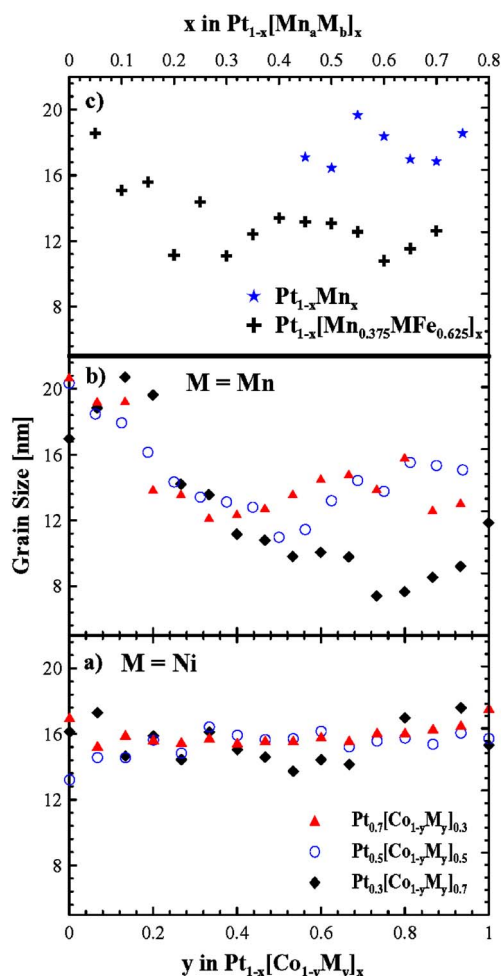 x in Pt1-x[MnaMb]x
0 0.1 0.2 0.3 0.4 0.5 0.6 0.7 0.8
c)
20
16
12
8
Pt1-xMnx
Pt1-x[Mn0.375MFe0.625]x
b) M = Mn
20
16
12
8
Grain Size [nm]
a) M = Ni
20
16
12
8
Pt0.7[Co1-yMy]0.3
Pt0.5[Co1-yMy]0.5
Pt0.3[Co1-yMy]0.7
0 0.2 0.4 0.6 0.8 1
y in Pt1-x[Co1-yMy]x